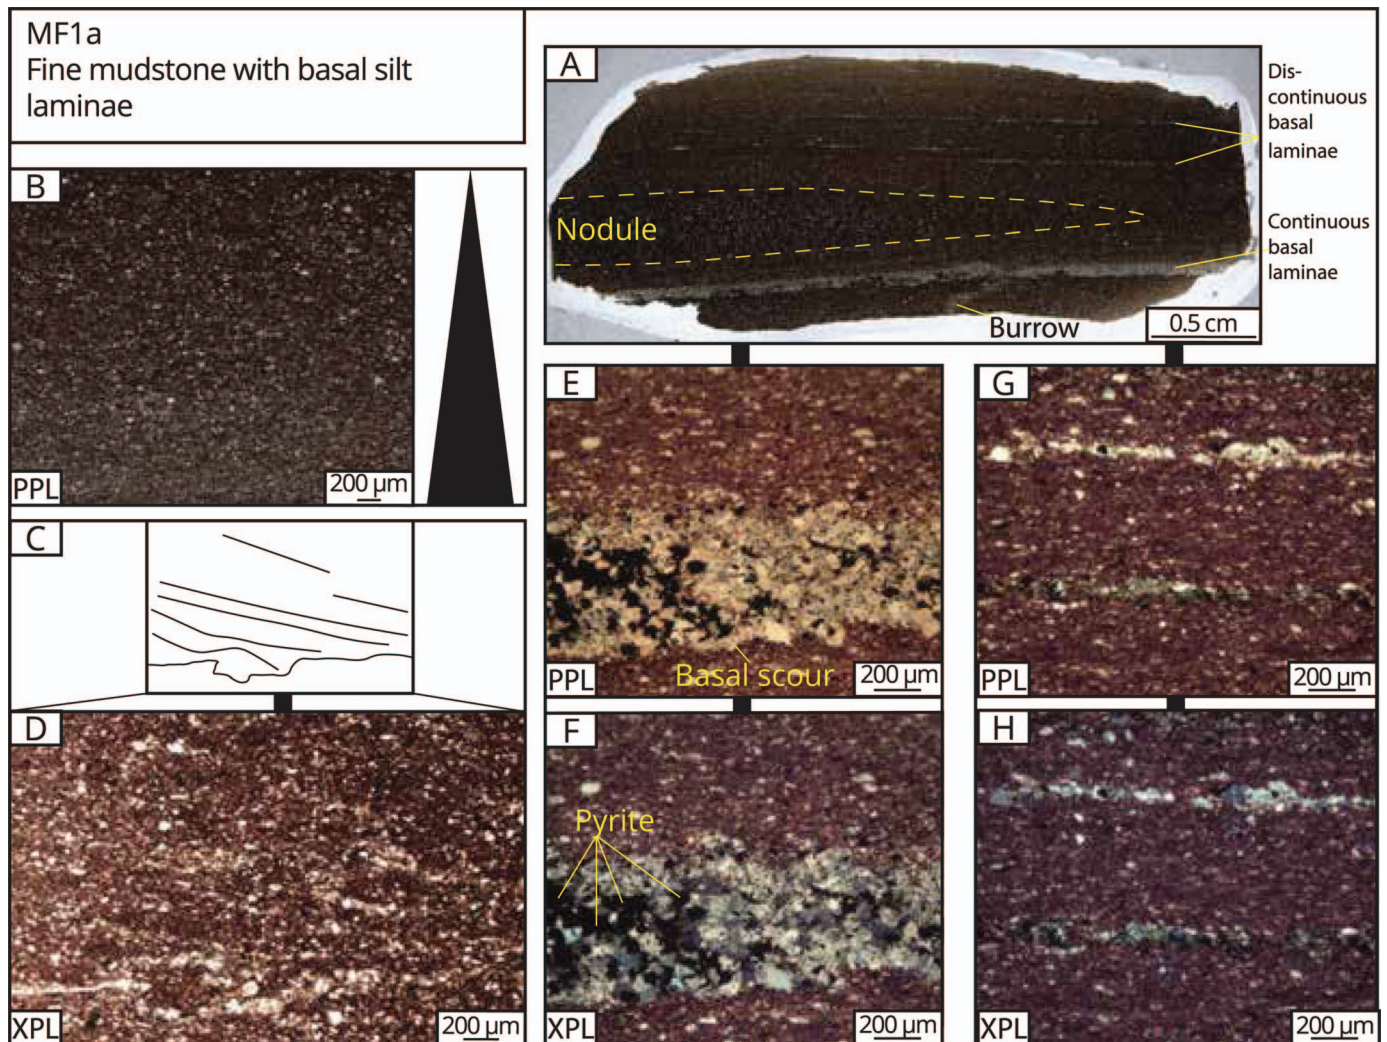 MF1a
Fine mudstone with basal silt
laminae
A
Dis-
continuous
basal
laminae
Nodule
Continuous
basal
laminae
Burrow
0.5 cm
B
PPL
200 µm
C
D
XPL
200 µm
E
Basal scour
PPL
200 µm
F
Pyrite
XPL
200 µm
G
PPL
200 µm
H
XPL
200 µm